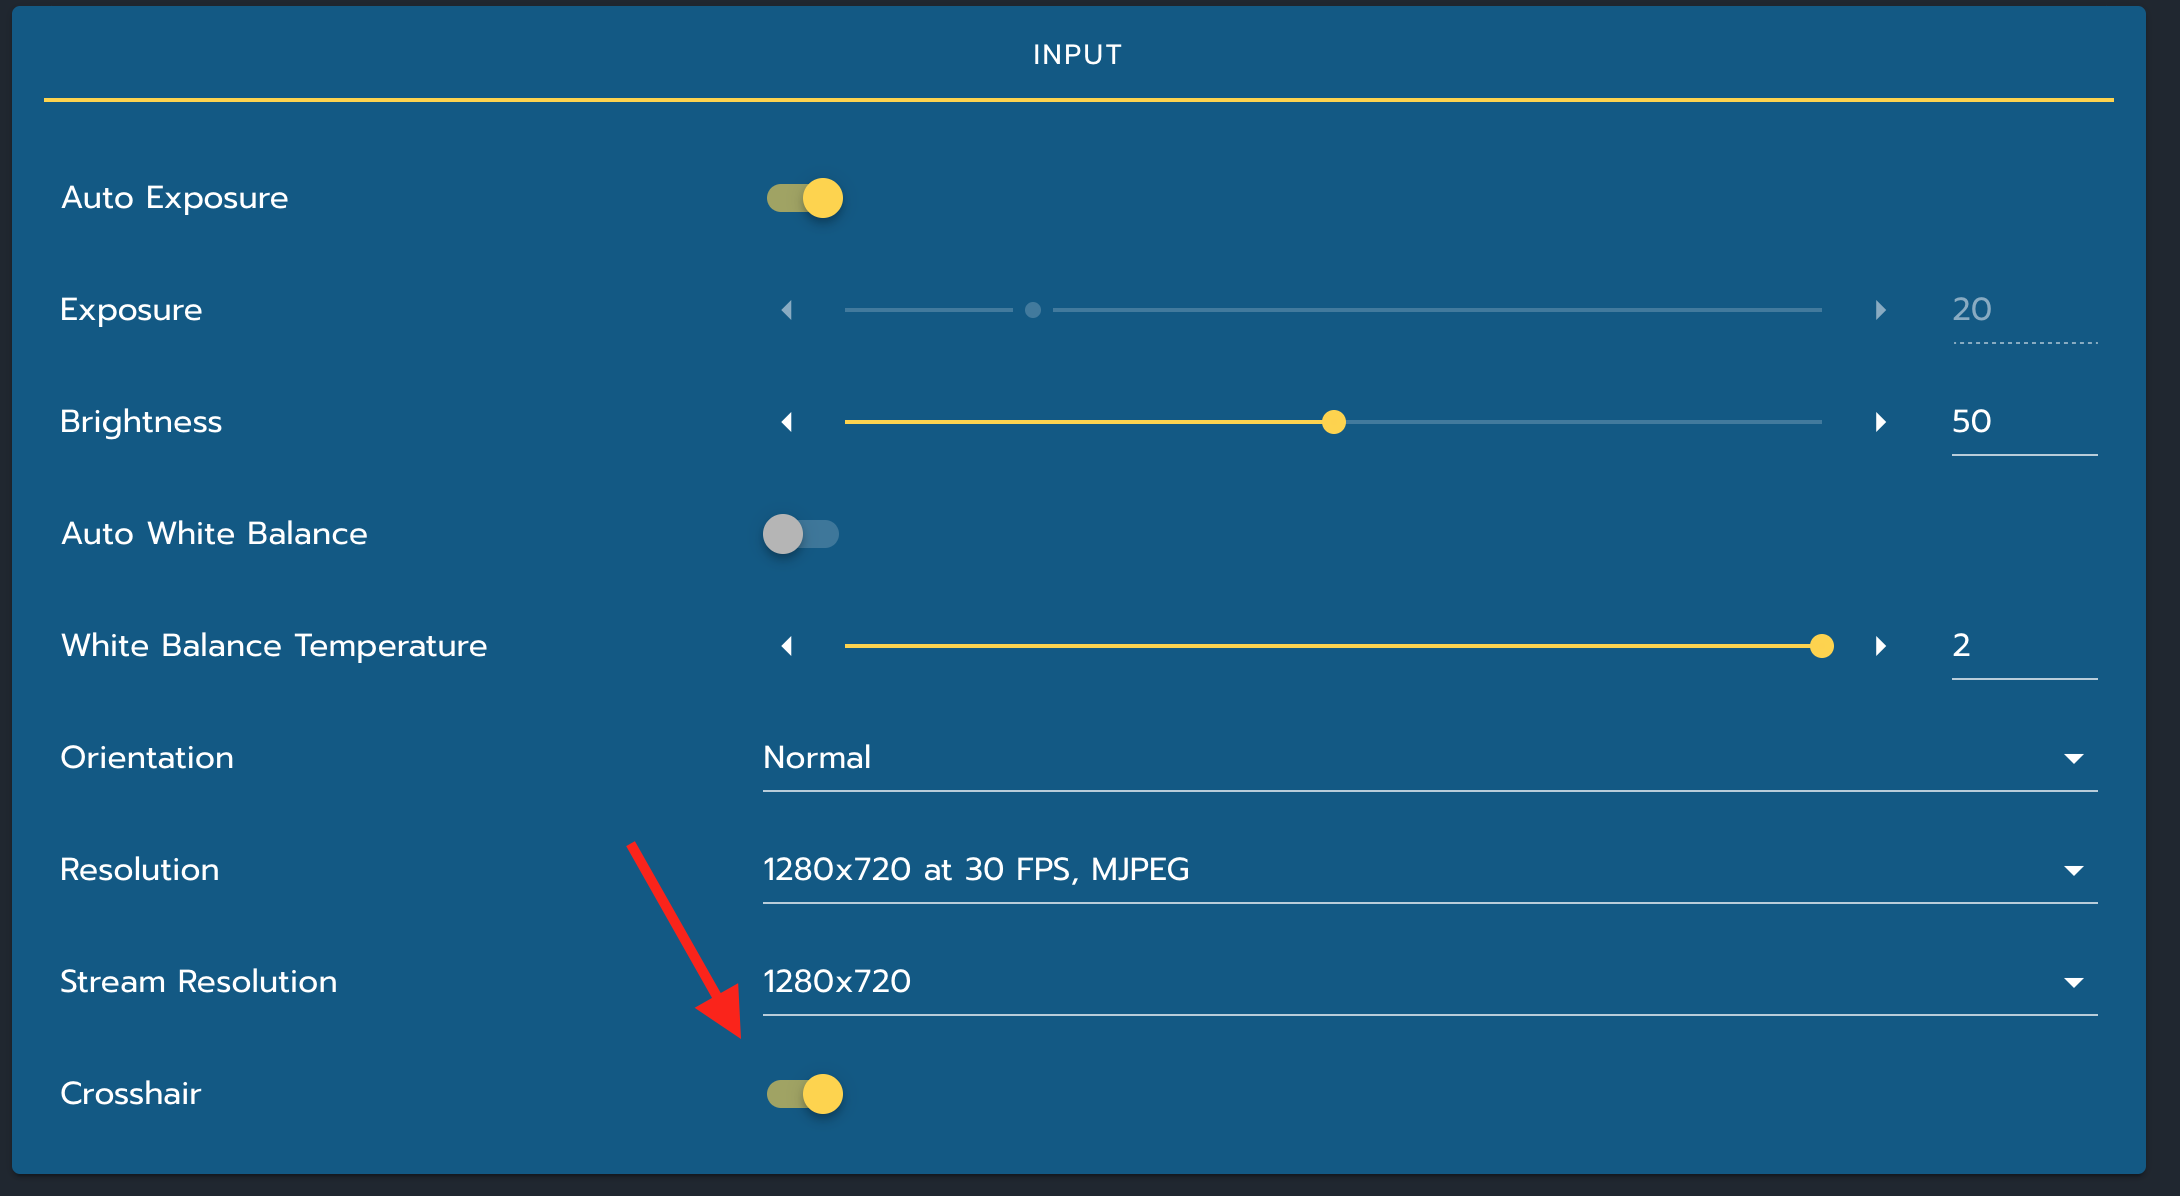 INPUT
Auto Exposure
Exposure 20
Brightness 50
Auto White Balance
White Balance Temperature 2
Orientation Normal
Resolution 1280x720 at 30 FPS, MJPEG
Stream Resolution 1280x720
Crosshair